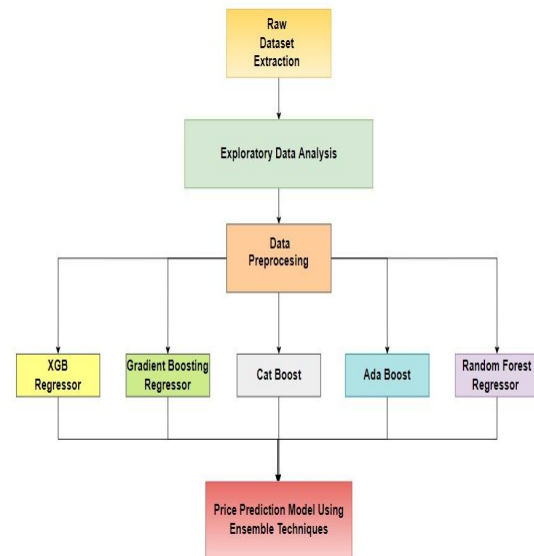 Raw
Dataset
Extraction
Exploratory Data Analysis
Data
Preprocesing
XGB
Regressor
Gradient Boosting
Regressor
Cat Boost
Ada Boost
Random Forest
Regressor
Price Prediction Model Using
Ensemble Techniques